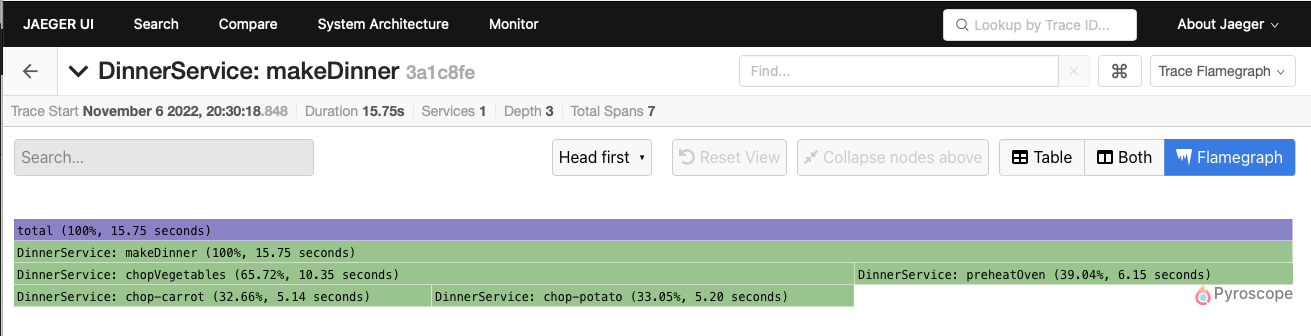 JAEGER UI Search Compare System Architecture Monitor Lookup by Trace ID... About Jaeger
DinnerService: makeDinner 3a1c8fe Find... Trace Flamegraph
Trace Start November 6 2022, 20:30:18.848 Duration 15.75s Services 1 Depth 3 Total Spans 7
Search... Head first Reset View Collapse nodes above Table Both Flamegraph
total (100%, 15.75 seconds)
DinnerService: makeDinner (100%, 15.75 seconds)
DinnerService: chopVegetables (65.72%, 10.35 seconds) DinnerService: preheatOven (39.04%, 6.15 seconds)
DinnerService: chop-carrot (32.66%, 5.14 seconds) DinnerService: chop-potato (33.05%, 5.20 seconds)
Pyroscope